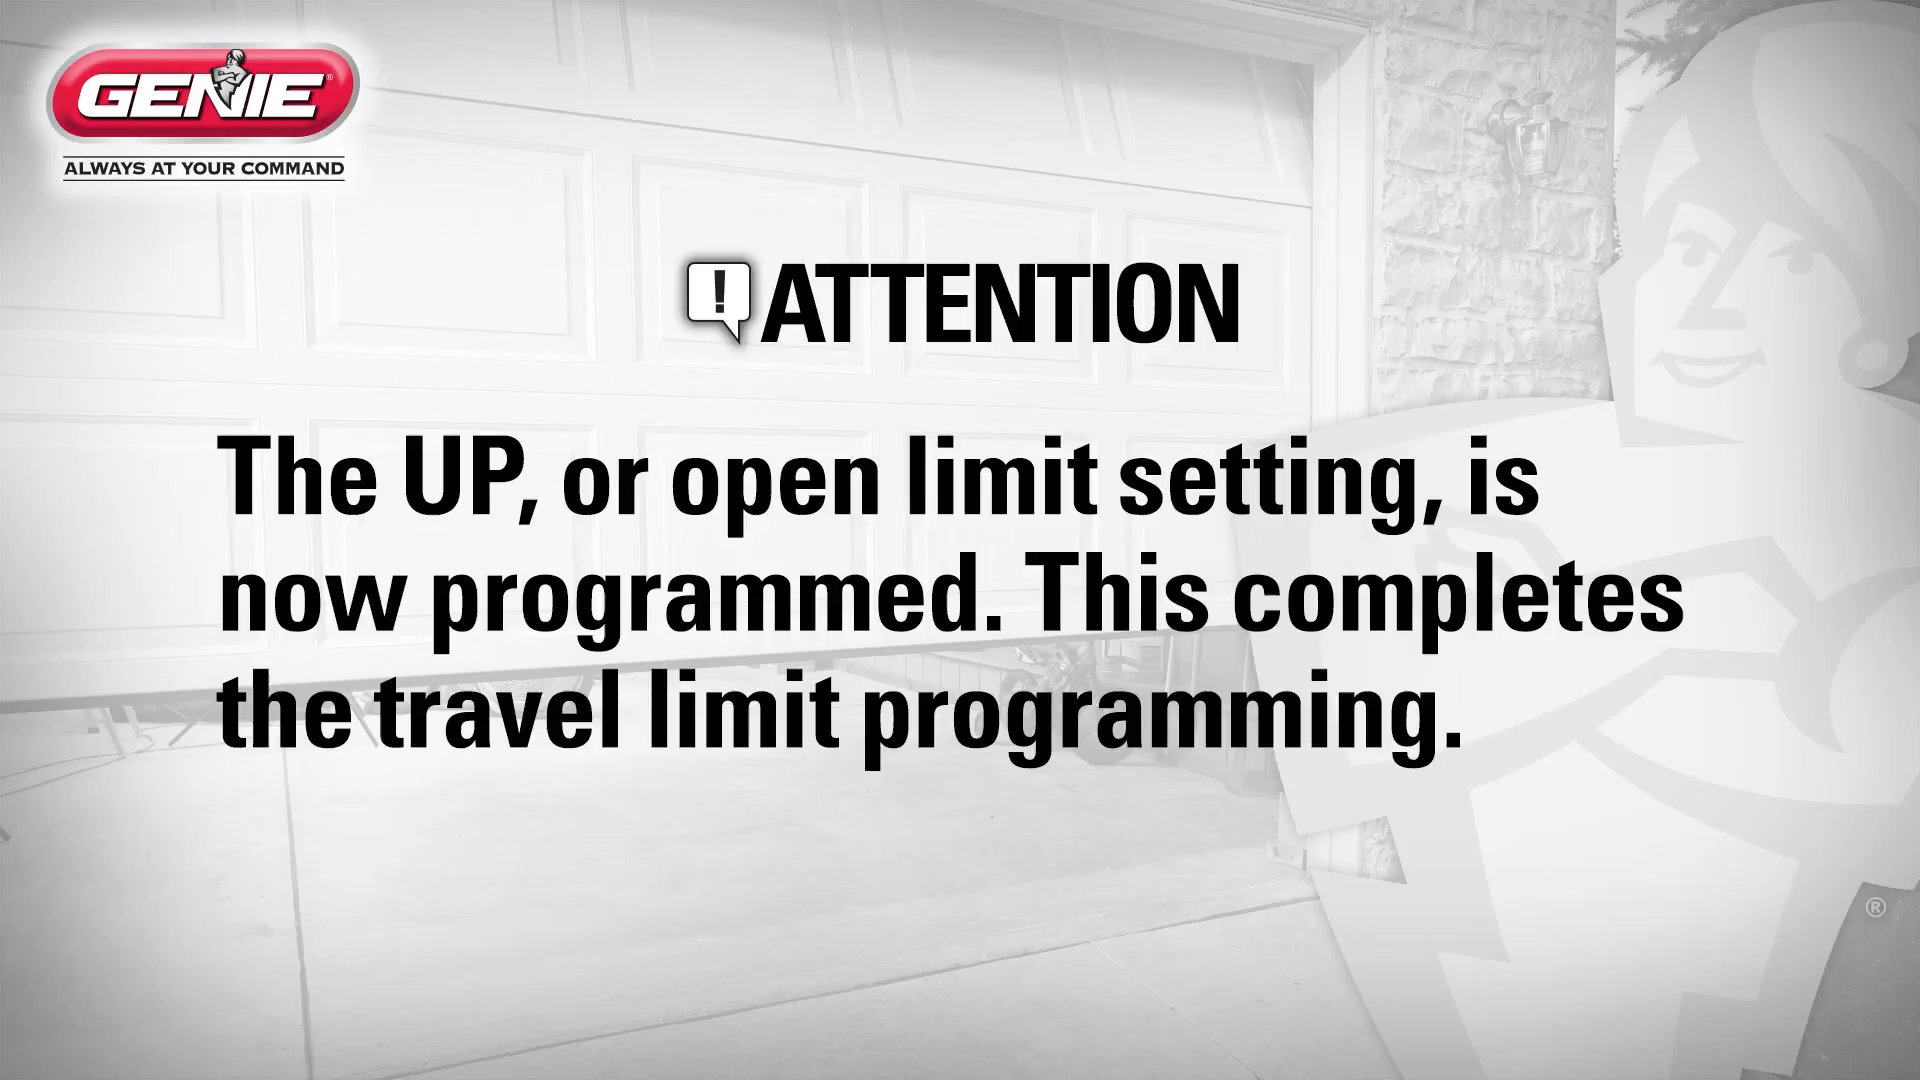 GENIE®
ALWAYS AT YOUR COMMAND
! ATTENTION
The UP, or open limit setting, is
now programmed. This completes
the travel limit programming.
®